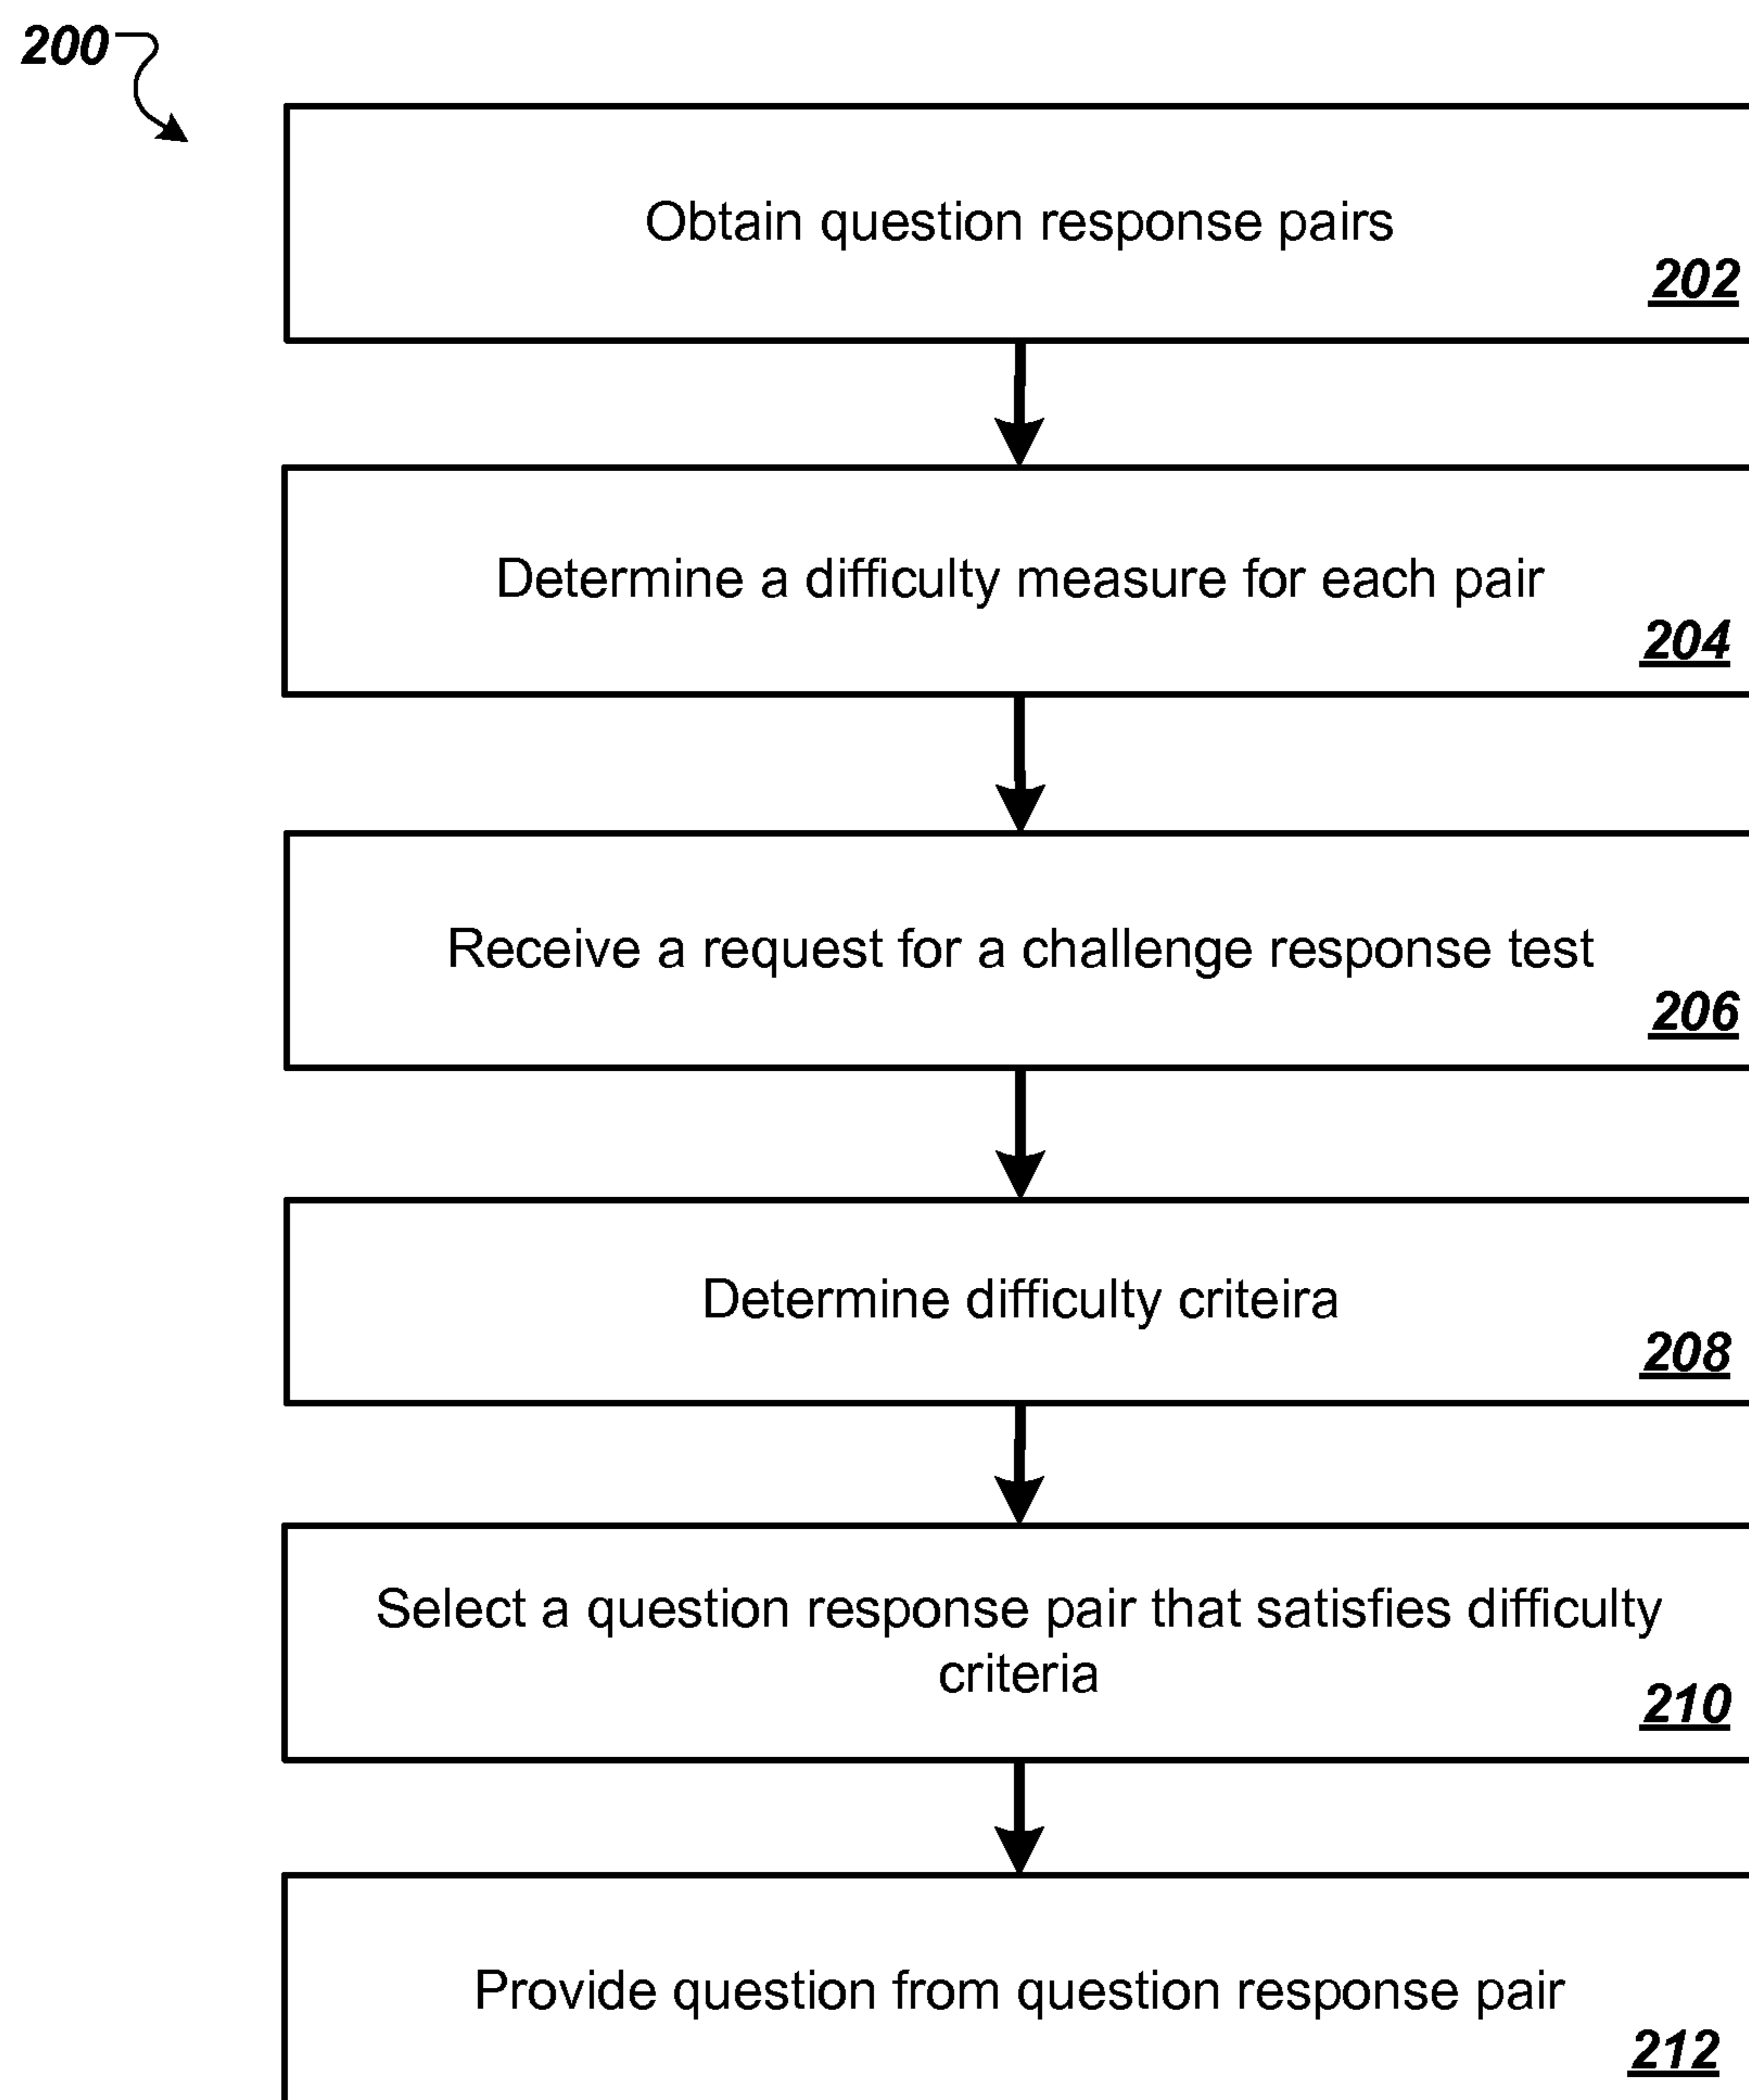 200
Obtain question response pairs
202
Determine a difficulty measure for each pair
204
Receive a request for a challenge response test
206
Determine difficulty criteira
208
Select a question response pair that satisfies difficulty
criteria
210
Provide question from question response pair
212